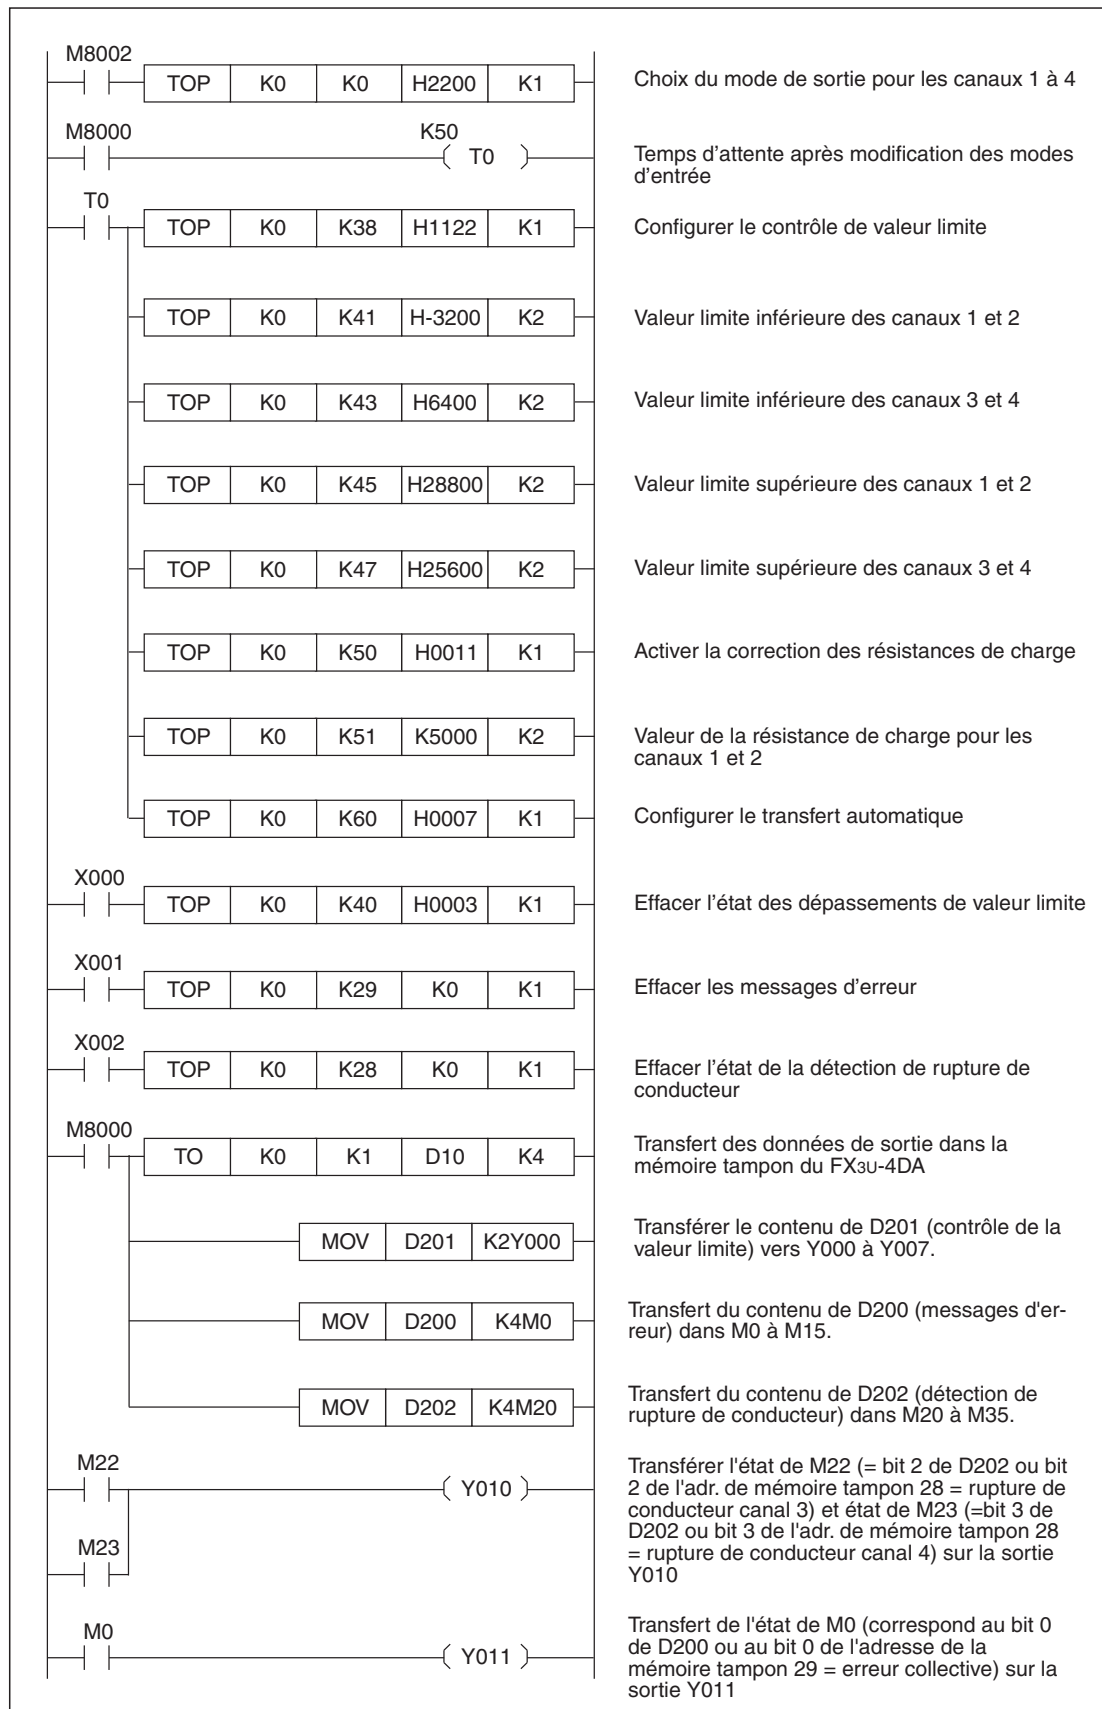 M8002
TOP K0 K0 H2200 K1
Choix du mode de sortie pour les canaux 1 à 4
M8000
K50
T0
Temps d'attente après modification des modes
d'entrée
T0
TOP K0 K38 H1122 K1
Configurer le contrôle de valeur limite
TOP K0 K41 H-3200 K2
Valeur limite inférieure des canaux 1 et 2
TOP K0 K43 H6400 K2
Valeur limite inférieure des canaux 3 et 4
TOP K0 K45 H28800 K2
Valeur limite supérieure des canaux 1 et 2
TOP K0 K47 H25600 K2
Valeur limite supérieure des canaux 3 et 4
TOP K0 K50 H0011 K1
Activer la correction des résistances de charge
TOP K0 K51 K5000 K2
Valeur de la résistance de charge pour les
canaux 1 et 2
TOP K0 K60 H0007 K1
Configurer le transfert automatique
X000
TOP K0 K40 H0003 K1
Effacer l'état des dépassements de valeur limite
X001
TOP K0 K29 K0 K1
Effacer les messages d'erreur
X002
TOP K0 K28 K0 K1
Effacer l'état de la détection de rupture de
conducteur
M8000
TO K0 K1 D10 K4
Transfert des données de sortie dans la
mémoire tampon du FX3U-4DA
MOV D201 K2Y000
Transférer le contenu de D201 (contrôle de la
valeur limite) vers Y000 à Y007.
MOV D200 K4M0
Transfert du contenu de D200 (messages d'er-
reur) dans M0 à M15.
MOV D202 K4M20
Transfert du contenu de D202 (détection de
rupture de conducteur) dans M20 à M35.
M22
Y010
M23
Transférer l'état de M22 (= bit 2 de D202 ou bit
2 de l'adr. de mémoire tampon 28 = rupture de
conducteur canal 3) et état de M23 (=bit 3 de
D202 ou bit 3 de l'adr. de mémoire tampon 28
= rupture de conducteur canal 4) sur la sortie
Y010
M0
Y011
Transfert de l'état de M0 (correspond au bit 0
de D200 ou au bit 0 de l'adresse de la
mémoire tampon 29 = erreur collective) sur la
sortie Y011